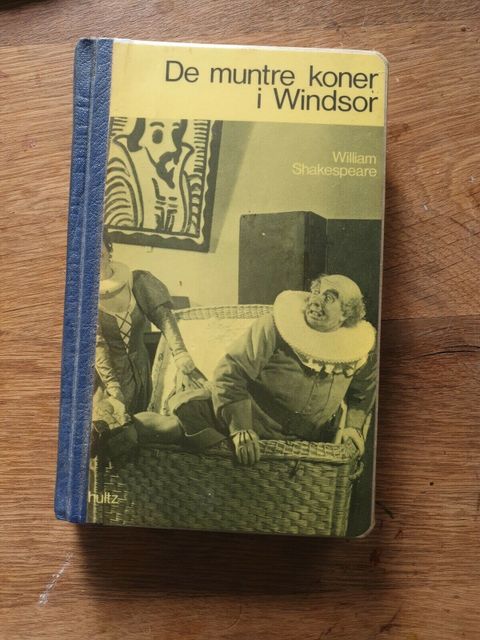 De muntre koner
i Windsor
William
Shakespeare
hultz